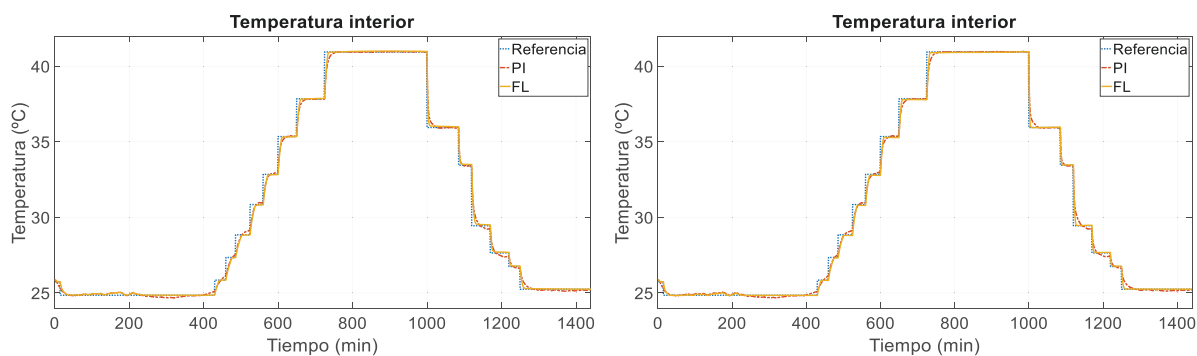 Temperatura interior
Referencia
PI
FL
40
35
30
25
Temperatura (ºC)
0 200 400 600 800 1000 1200 1400
Tiempo (min)
Temperatura interior
Referencia
PI
FL
40
35
30
25
Temperatura (ºC)
0 200 400 600 800 1000 1200 1400
Tiempo (min)